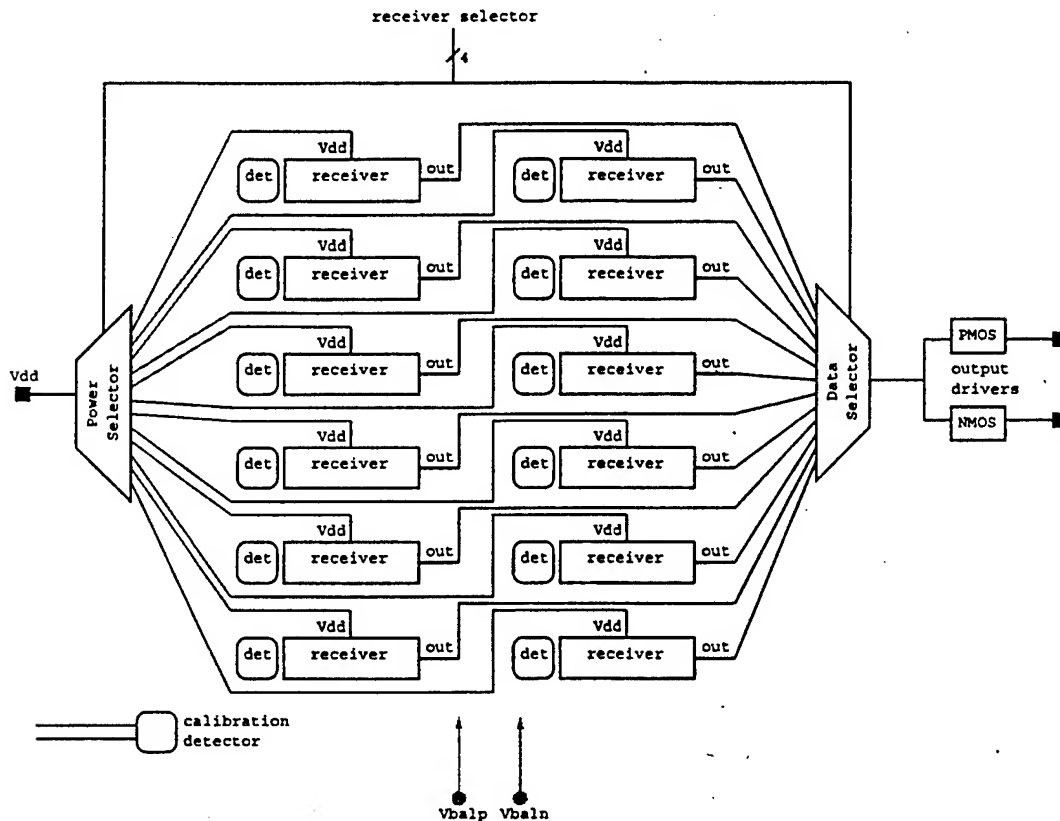 receiver selector
4
Vdd
Vdd
det
receiver
out
det
receiver
out
Vdd
Vdd
det
receiver
out
det
receiver
out
Vdd
Vdd
det
receiver
out
det
receiver
out
Vdd
Power
Selector
Data
Selector
PMOS
output
drivers
NMOS
Vdd
Vdd
det
receiver
out
det
receiver
out
Vdd
Vdd
det
receiver
out
det
receiver
out
Vdd
Vdd
det
receiver
out
det
receiver
out
calibration
detector
Vbalp
Vbaln